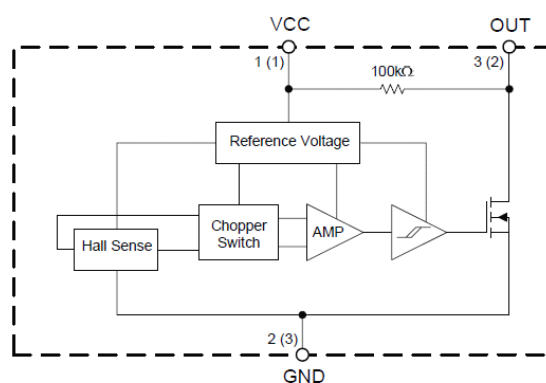 VCC
OUT
1 (1)
3 (2)
100kΩ
Reference Voltage
Hall Sense
Chopper
Switch
AMP
2 (3)
GND